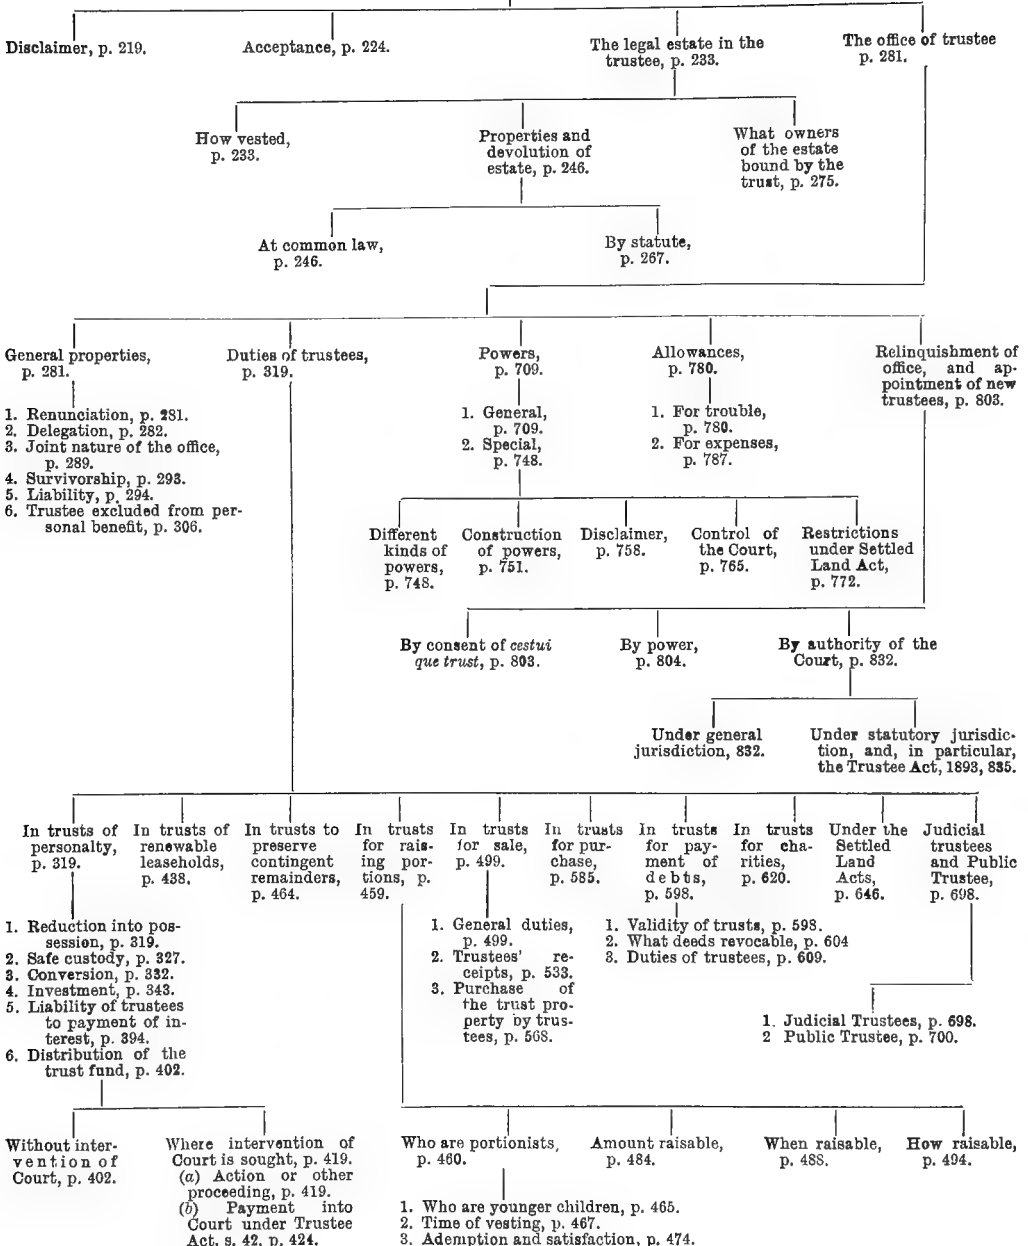 Disclaimer, p. 219.
Acceptance, p. 224.
The legal estate in the
trustee, p. 233.
The office of trustee
p. 281.
How vested,
p. 233.
Properties and
devolution of
estate, p. 246.
What owners
of the estate
bound by the
trust, p. 275.
At common law,
p. 246.
By statute,
p. 267.
General properties,
p. 281.
1. Renunciation, p. 281.
2. Delegation, p. 282.
3. Joint nature of the office,
p. 289.
4. Survivorship, p. 293.
5. Liability, p. 294.
6. Trustee excluded from per-
sonal benefit, p. 306.
Duties of trustees,
p. 319.
Powers,
p. 709.
1. General,
p. 709.
2. Special,
p. 748.
Allowances,
p. 780.
1. For trouble,
p. 780.
2. For expenses,
p. 787.
Relinquishment of
office, and ap-
pointment of new
trustees, p. 803.
Different
kinds of
powers,
p. 748.
Construction
of powers,
p. 751.
Disclaimer,
p. 758.
Control of
the Court,
p. 765.
Restrictions
under Settled
Land Act,
p. 772.
By consent of cestui
que trust, p. 803.
By power,
p. 804.
By authority of the
Court, p. 832.
Under general
jurisdiction, 832.
Under statutory jurisdic-
tion, and, in particular,
the Trustee Act, 1893, 835.
In trusts of
personalty,
p. 319.
In trusts of
renewable
leaseholds,
p. 438.
In trusts to
preserve
contingent
remainders,
p. 464.
In trusts
for rais-
ing por-
tions, p.
459.
In trusts
for sale,
p. 499.
In trusts
for pur-
chase,
p. 585.
In trusts
for pay-
ment of
debts,
p. 598.
In trusts
for cha-
rities,
p. 620.
Under the
Settled
Land
Acts,
p. 646.
Judicial
trustees
and Public
Trustee,
p. 698.
1. Reduction into pos-
session, p. 319.
2. Safe custody, p. 327.
3. Conversion, p. 332.
4. Investment, p. 343.
5. Liability of trustees
to payment of in-
terest, p. 394.
6. Distribution of the
trust fund, p. 402.
1. General duties,
p. 499.
2. Trustees' re-
ceipts, p. 533.
3. Purchase of
the trust pro-
perty by trus-
tees, p. 568.
1. Validity of trusts, p. 598.
2. What deeds revocable, p. 604
3. Duties of trustees, p. 609.
1. Judicial Trustees, p. 698.
2 Public Trustee, p. 700.
Without inter-
vention of
Court, p. 402.
Where intervention of
Court is sought, p. 419.
(a) Action or other
proceeding, p. 419.
(b) Payment into
Court under Trustee
Act, s. 42, p. 424.
Who are portionists,
p. 460.
1. Who are younger children, p. 465.
2. Time of vesting, p. 467.
3. Ademption and satisfaction, p. 474.
Amount raisable,
p. 484.
When raisable,
p. 488.
How raisable,
p. 494.